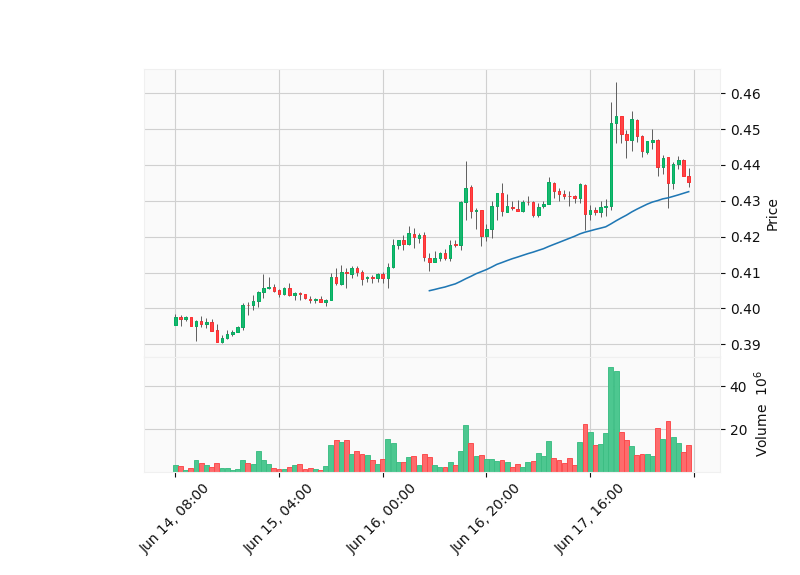 0.46
0.45
0.44
0.43
0.42
0.41
0.40
0.39
Price
40
20
Volume 10⁶
Jun 14, 08:00
Jun 15, 04:00
Jun 16, 00:00
Jun 16, 20:00
Jun 17, 16:00